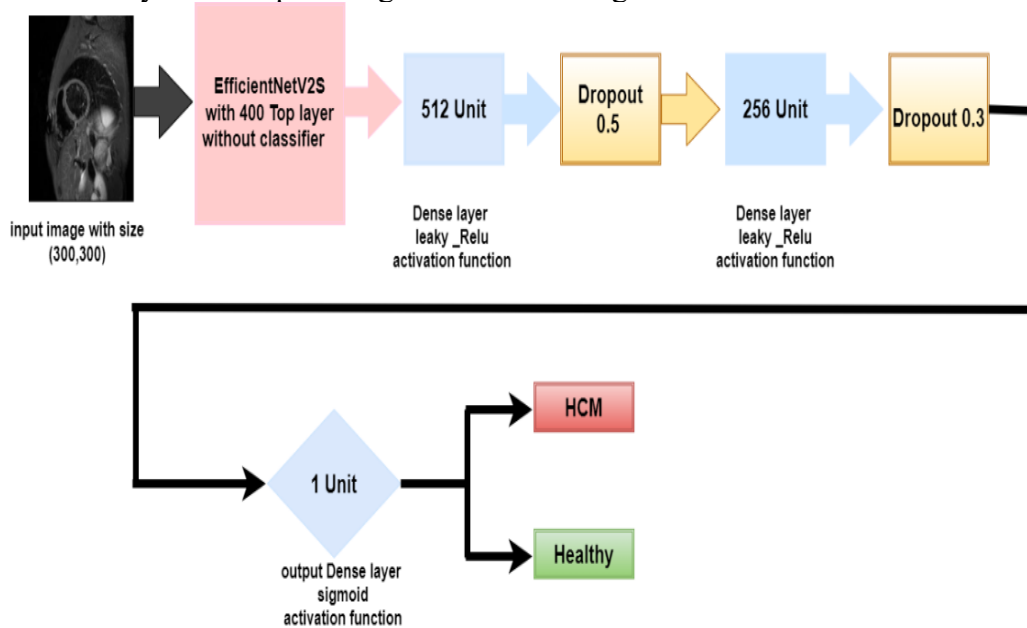 EfficientNetV2S
with 400 Top layer
without classifier
512 Unit
Dropout
0.5
256 Unit
Dropout 0.3
input image with size
(300,300)
Dense layer
leaky _Relu
activation function
Dense layer
leaky _Relu
activation function
HCM
1 Unit
Healthy
output Dense layer
sigmoid
activation function